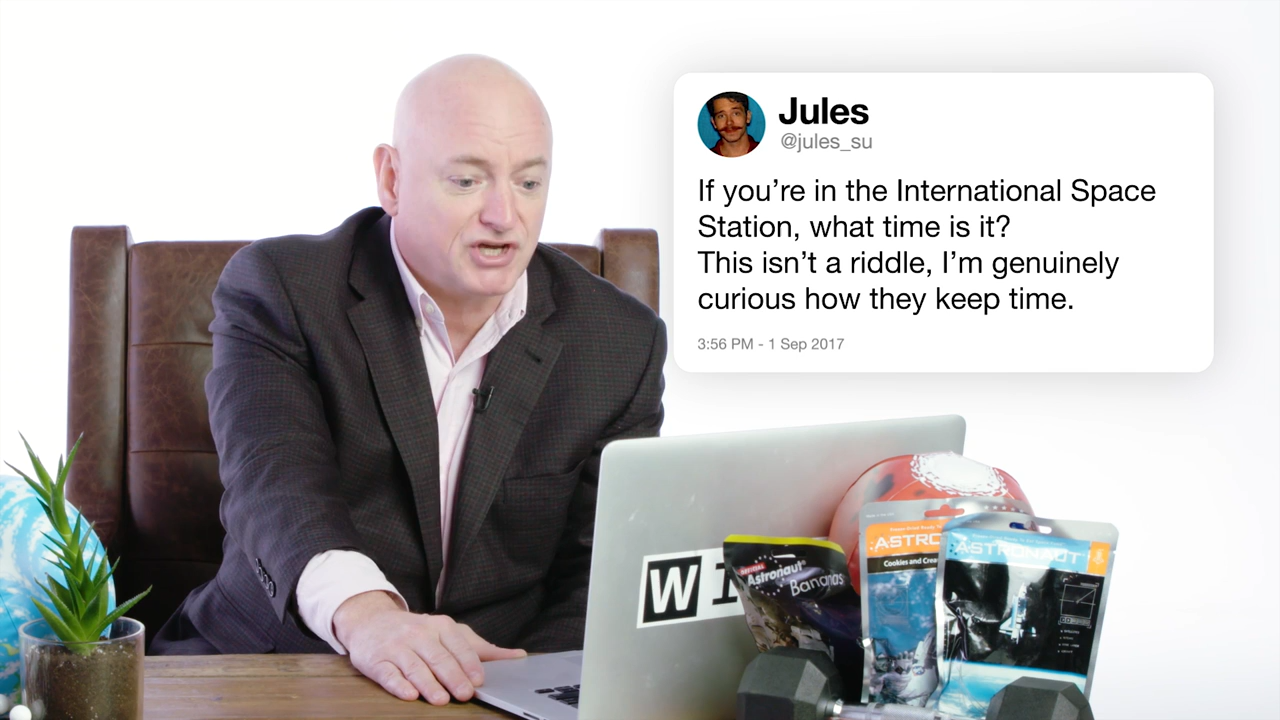 Jules
@jules_su
If you’re in the International Space
Station, what time is it?
This isn’t a riddle, I’m genuinely
curious how they keep time.
3:56 PM - 1 Sep 2017
WI
Astronaut
Bananas
ASTRO
Cookies and Crea
ASTRONAUT